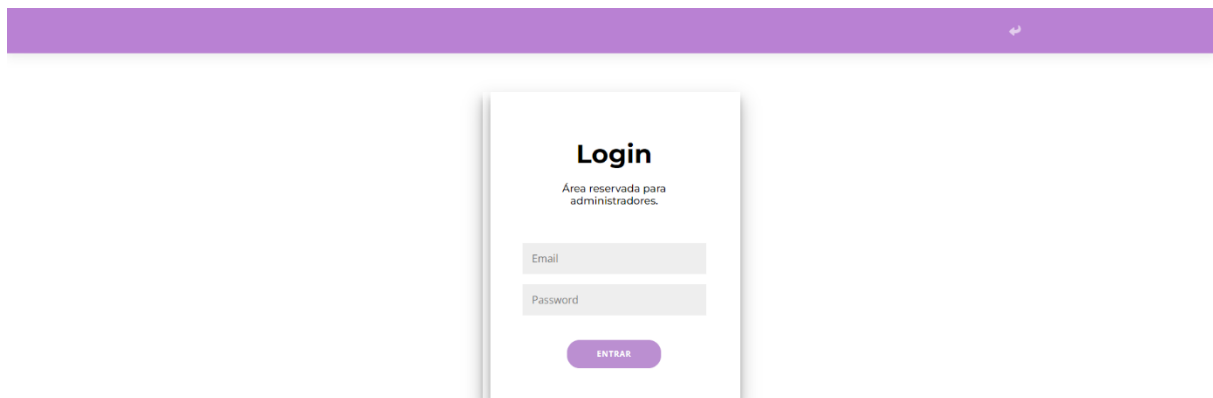 Login
Área reservada para
administradores.
Email
Password
ENTRAR